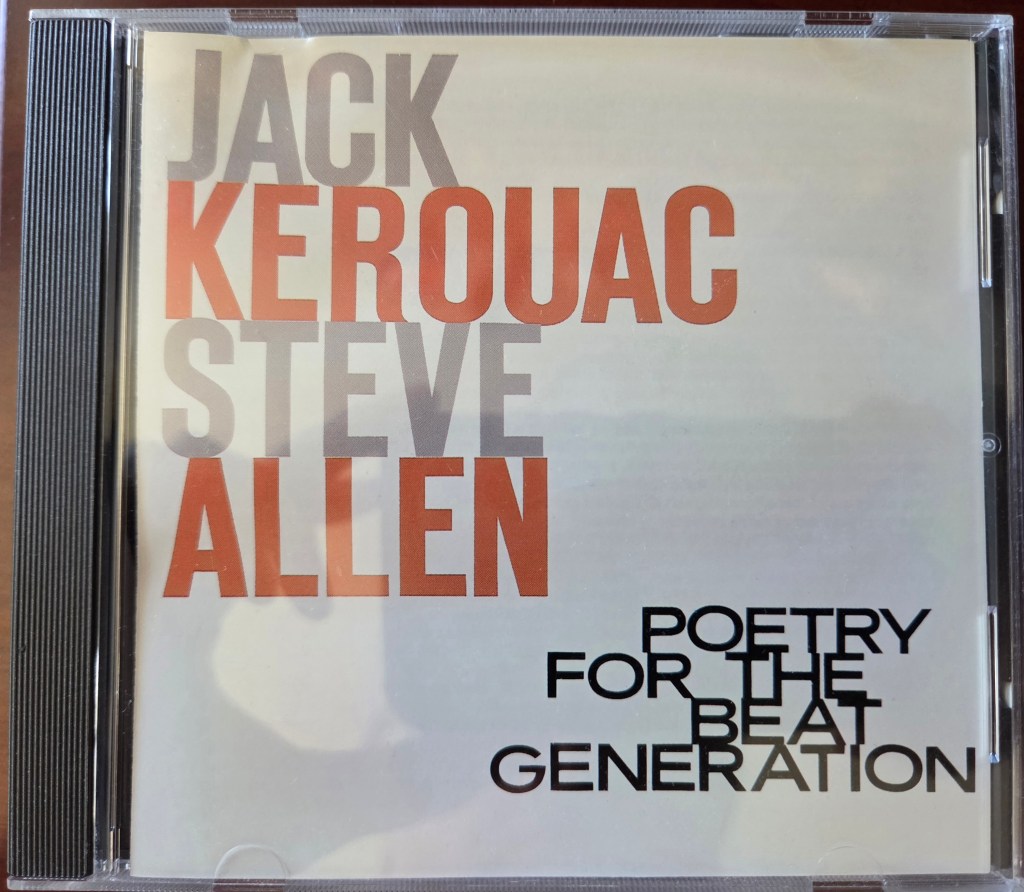 JACK
KEROUAC
STEVE
ALLEN
POETRY
FOR THE
BEAT
GENERATION